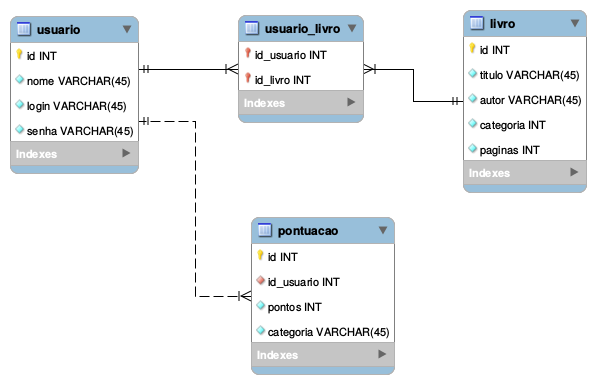 usuario
id INT
nome VARCHAR(45)
login VARCHAR(45)
senha VARCHAR(45)
Indexes
usuario_livro
id_usuario INT
id_livro INT
Indexes
livro
id INT
titulo VARCHAR(45)
autor VARCHAR(45)
categoria INT
paginas INT
Indexes
pontuacao
id INT
id_usuario INT
pontos INT
categoria VARCHAR(45)
Indexes